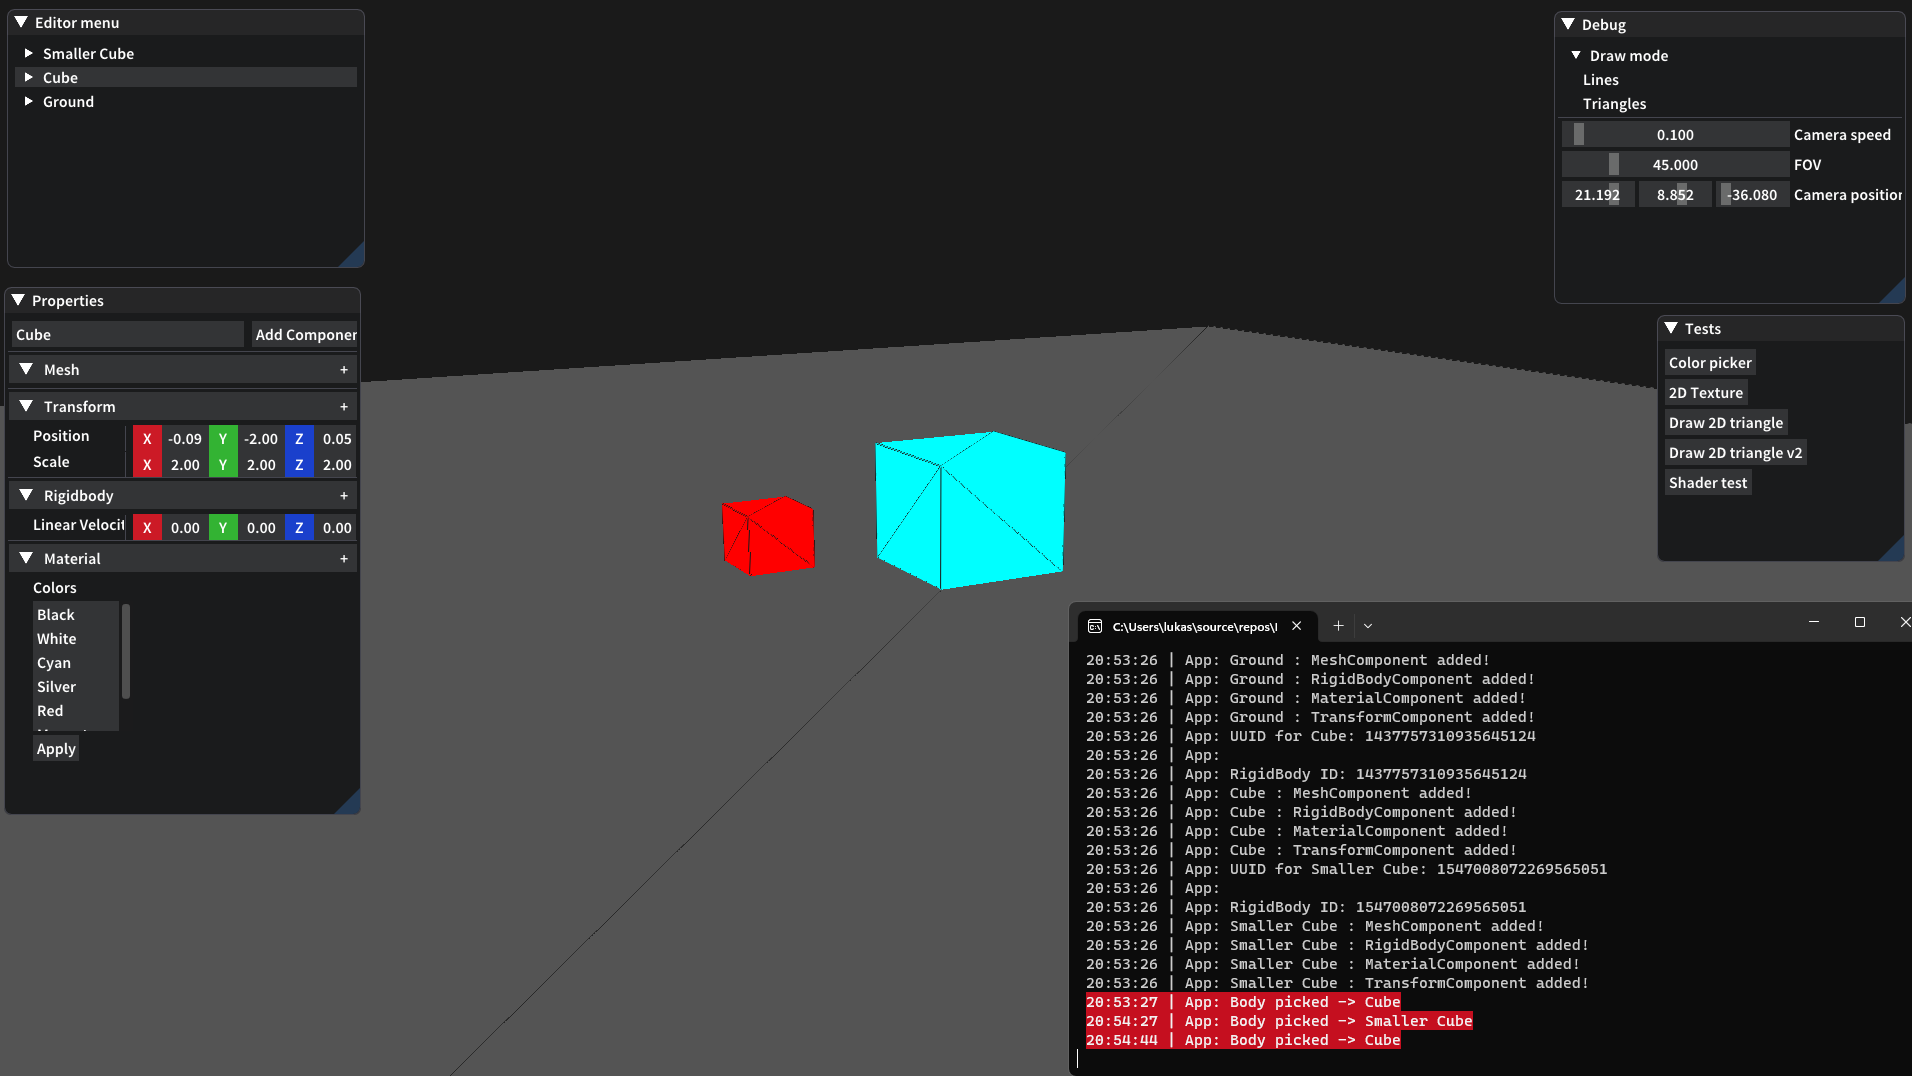 Editor menu
Smaller Cube
Cube
Ground
Properties
Cube
Add Componer
Mesh +
Transform +
Position X -0.09 Y -2.00 Z 0.05
Scale X 2.00 Y 2.00 Z 2.00
Rigidbody +
Linear Velocit X 0.00 Y 0.00 Z 0.00
Material +
Colors
Black
White
Cyan
Silver
Red
Apply
Debug
Draw mode
Lines
Triangles
0.100 Camera speed
45.000 FOV
21.192 8.852 -36.080 Camera position
Tests
Color picker
2D Texture
Draw 2D triangle
Draw 2D triangle v2
Shader test
C:\Users\lukas\source\repos\l
20:53:26 | App: Ground : MeshComponent added!
20:53:26 | App: Ground : RigidBodyComponent added!
20:53:26 | App: Ground : MaterialComponent added!
20:53:26 | App: Ground : TransformComponent added!
20:53:26 | App: UUID for Cube: 1437757310935645124
20:53:26 | App:
20:53:26 | App: RigidBody ID: 1437757310935645124
20:53:26 | App: Cube : MeshComponent added!
20:53:26 | App: Cube : RigidBodyComponent added!
20:53:26 | App: Cube : MaterialComponent added!
20:53:26 | App: Cube : TransformComponent added!
20:53:26 | App: UUID for Smaller Cube: 1547008072269565051
20:53:26 | App:
20:53:26 | App: RigidBody ID: 1547008072269565051
20:53:26 | App: Smaller Cube : MeshComponent added!
20:53:26 | App: Smaller Cube : RigidBodyComponent added!
20:53:26 | App: Smaller Cube : MaterialComponent added!
20:53:26 | App: Smaller Cube : TransformComponent added!
20:53:27 | App: Body picked -> Cube
20:54:27 | App: Body picked -> Smaller Cube
20:54:44 | App: Body picked -> Cube